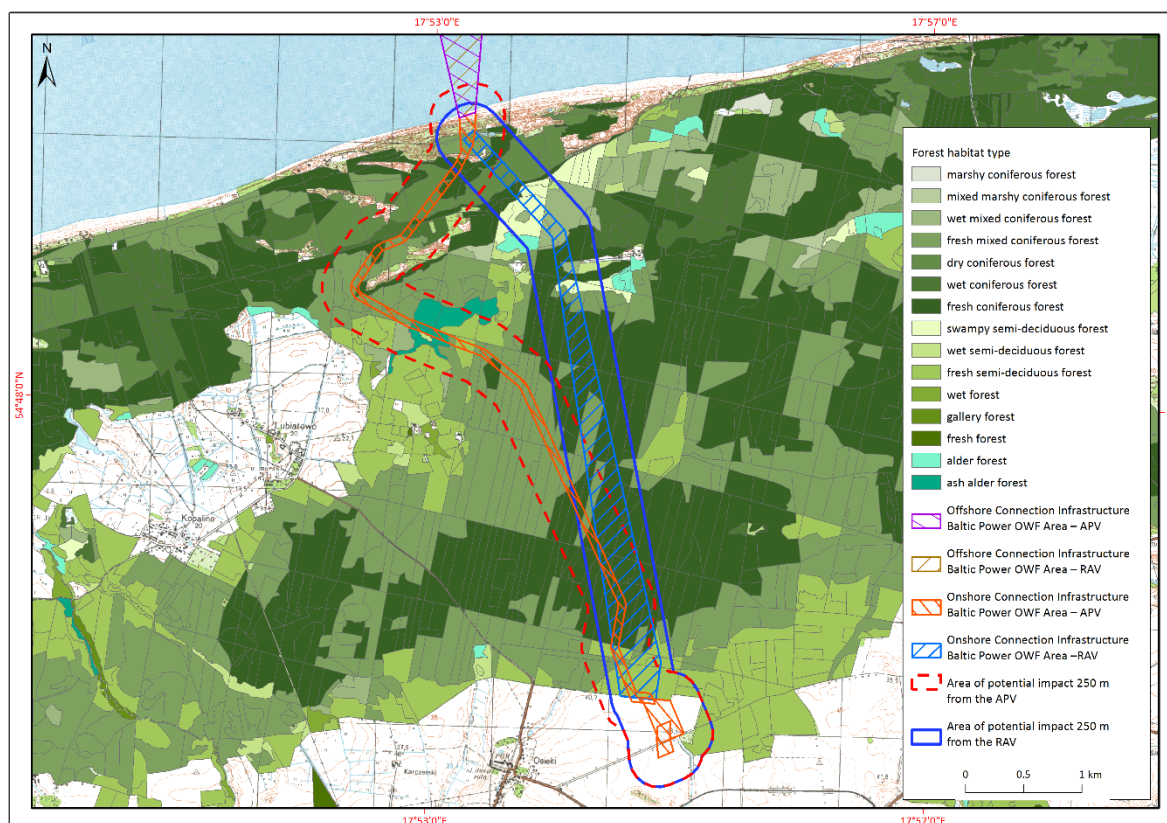 17°53'0"E
17°57'0"E
N
54°48'0"N
Forest habitat type
marshy coniferous forest
mixed marshy coniferous forest
wet mixed coniferous forest
fresh mixed coniferous forest
dry coniferous forest
wet coniferous forest
fresh coniferous forest
swampy semi-deciduous forest
wet semi-deciduous forest
fresh semi-deciduous forest
wet forest
gallery forest
fresh forest
alder forest
ash alder forest
Offshore Connection Infrastructure
Baltic Power OWF Area – APV
Offshore Connection Infrastructure
Baltic Power OWF Area – RAV
Onshore Connection Infrastructure
Baltic Power OWF Area – APV
Onshore Connection Infrastructure
Baltic Power OWF Area –RAV
Area of potential impact 250 m
from the APV
Area of potential impact 250 m
from the RAV
0 0.5 1 km
Lubiatowo
20
Kopalino
20
Osieki
Karczemki
17°53'0"E
17°57'0"E